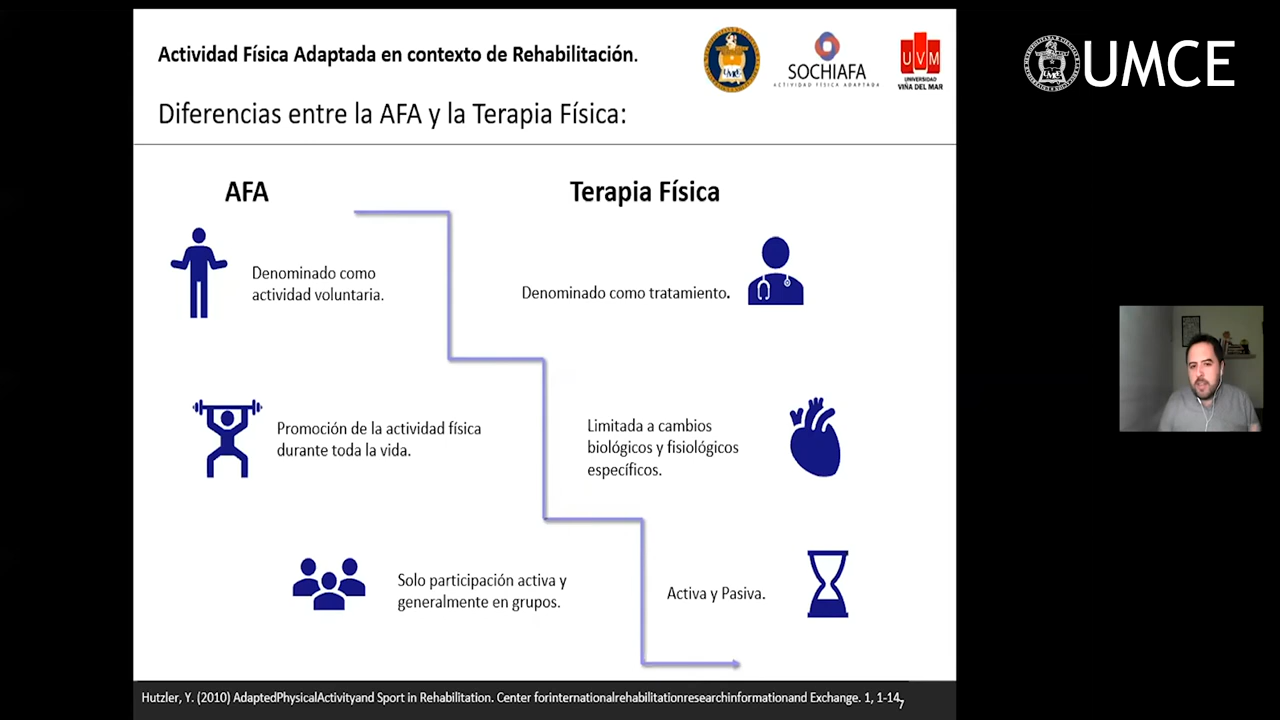 Actividad Física Adaptada en contexto de Rehabilitación.
Diferencias entre la AFA y la Terapia Física:
UMCE
SOCHIAFA
ACTIVIDAD FÍSICA ADAPTADA
UVM
UNIVERSIDAD
VIÑA DEL MAR
UMCE
AFA
Denominado como
actividad voluntaria.
Promoción de la actividad física
durante toda la vida.
Solo participación activa y
generalmente en grupos.
Terapia Física
Denominado como tratamiento.
Limitada a cambios
biológicos y fisiológicos
específicos.
Activa y Pasiva.
Hutzler, Y. (2010) AdaptedPhysicalActivityand Sport in Rehabilitation. Center forinternationalrehabilitationresearchinformationand Exchange. 1, 1-14,
7